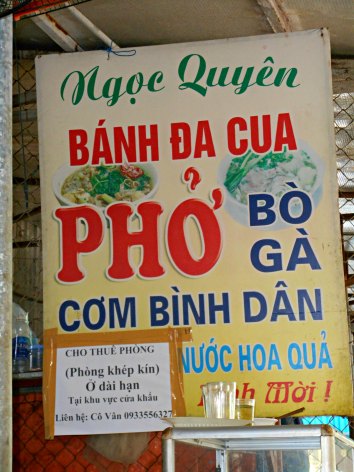 Ngọc Quyên
BÁNH ĐA CUA
PHỞ
BÒ
GÀ
CƠM BÌNH DÂN
NƯỚC HOA QUẢ
Mời !
CHO THUÊ PHÒNG
(Phòng khép kín)
Ở dài hạn
Tại khu vực cửa khẩu
Liên hệ: Cô Vân 0933556327